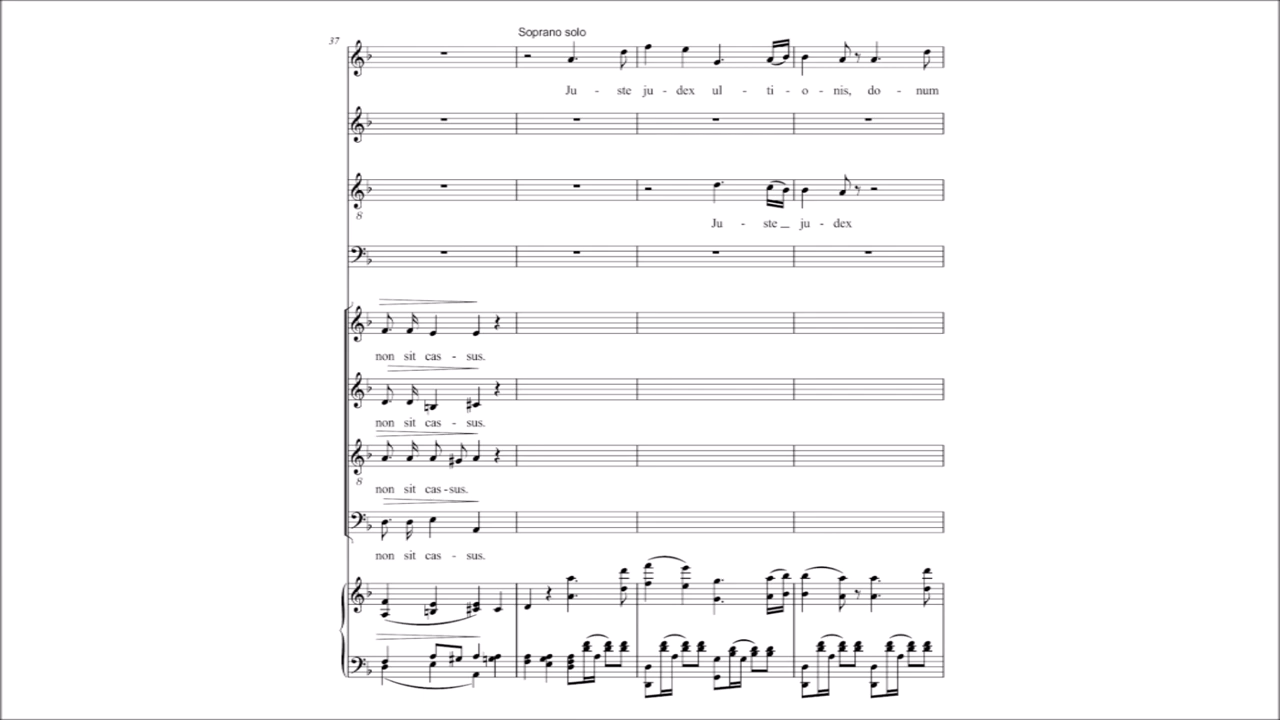 37
Soprano solo
Ju - ste ju - dex ul - ti - o - nis, do - num
8
Ju - ste ju - dex
non sit cas - sus.
non sit cas - sus.
8
non sit cas - sus.
non sit cas - sus.